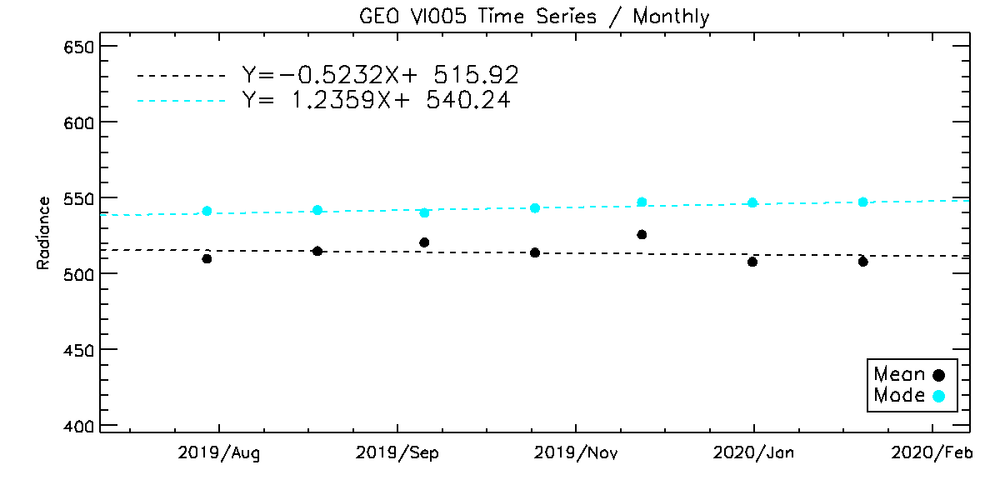 GEO VI005 Time Series / Monthly
650
Y=-0.5232X+ 515.92
Y= 1.2359X+ 540.24
600
550
Radiance
500
450
Mean
Mode
400
2019/Aug 2019/Sep 2019/Nov 2020/Jan 2020/Feb